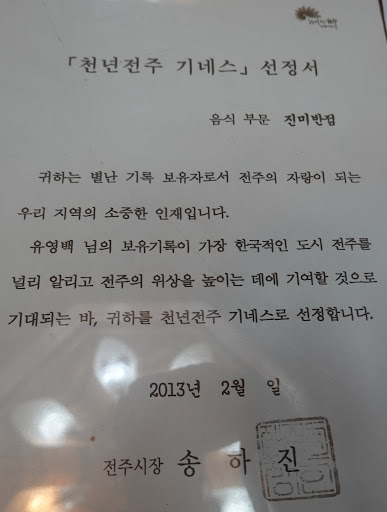 「천년전주 기네스」 선정서
음식 부문 진미반점
귀하는 별난 기록 보유자로서 전주의 자랑이 되는
우리 지역의 소중한 인재입니다.
유영백 님의 보유기록이 가장 한국적인 도시 전주를
널리 알리고 전주의 위상을 높이는 데에 기여할 것으로
기대되는 바, 귀하를 천년전주 기네스로 선정합니다.
2013년 2월 일
전주시장 송 하 진